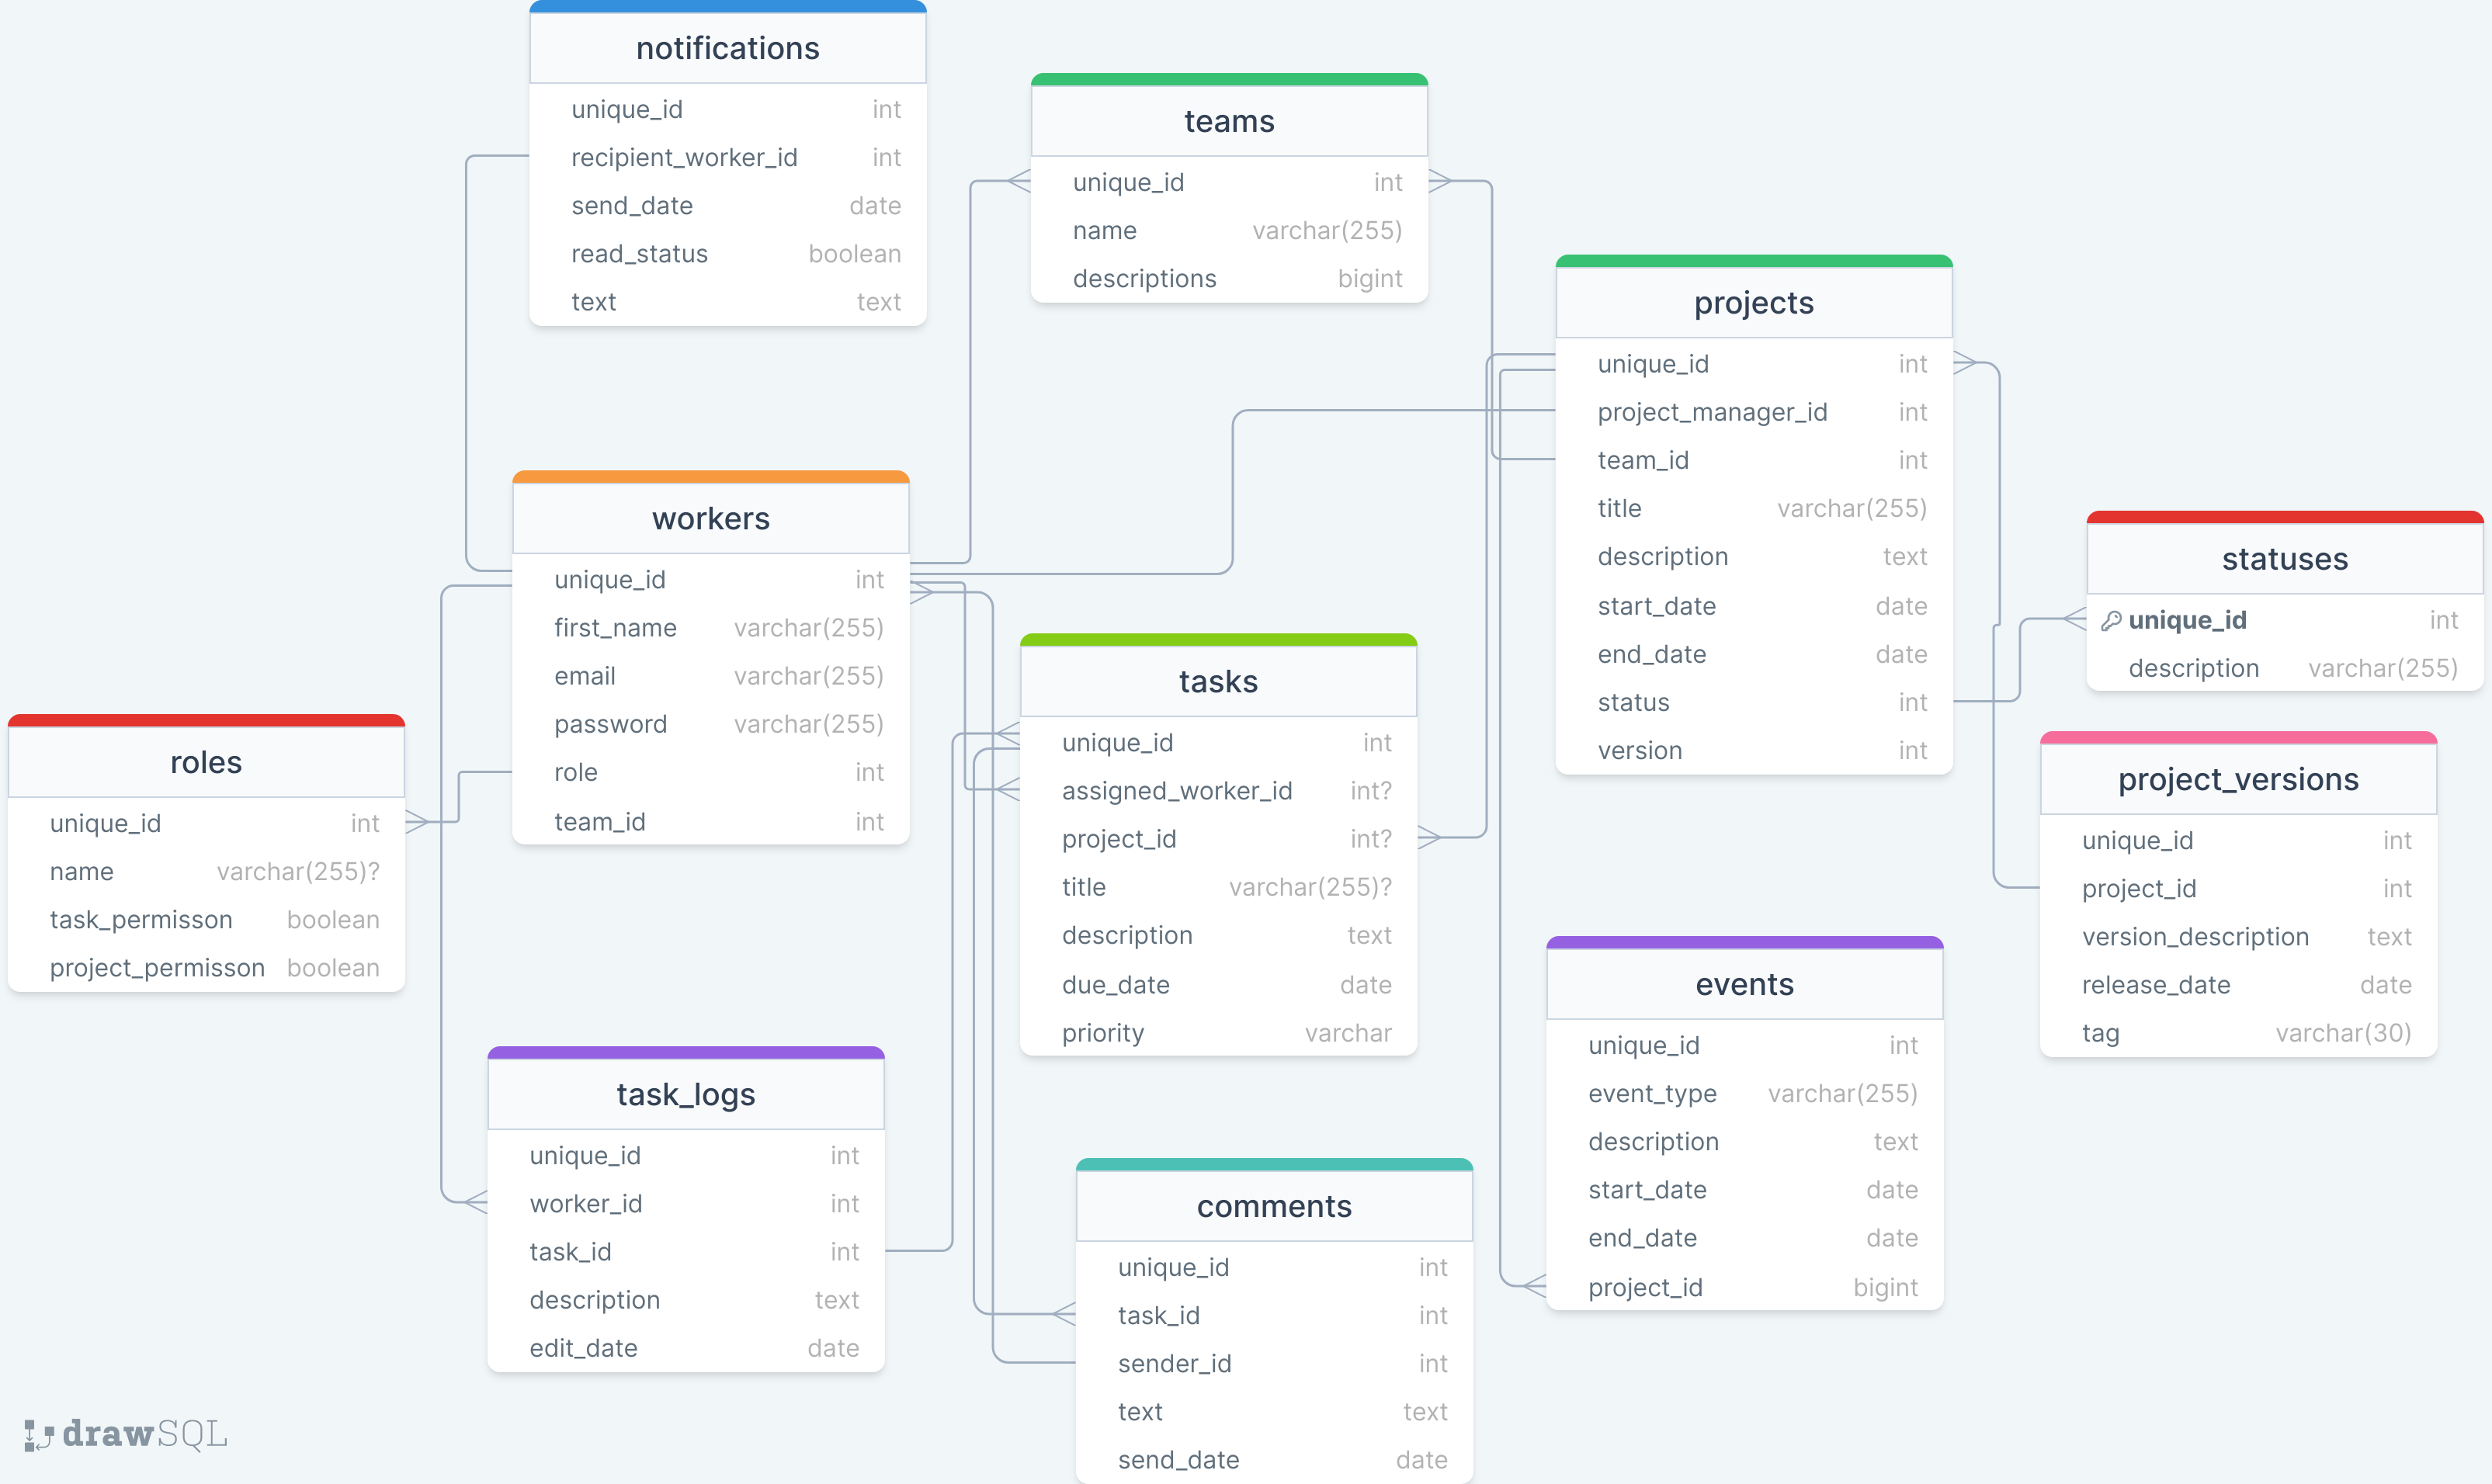 notifications
unique_id int
recipient_worker_id int
send_date date
read_status boolean
text text
teams
unique_id int
name varchar(255)
descriptions bigint
projects
unique_id int
project_manager_id int
team_id int
title varchar(255)
description text
start_date date
end_date date
status int
version int
workers
unique_id int
first_name varchar(255)
email varchar(255)
password varchar(255)
role int
team_id int
statuses
unique_id int
description varchar(255)
tasks
unique_id int
assigned_worker_id int?
project_id int?
title varchar(255)?
description text
due_date date
priority varchar
roles
unique_id int
name varchar(255)?
task_permisson boolean
project_permisson boolean
project_versions
unique_id int
project_id int
version_description text
release_date date
tag varchar(30)
events
unique_id int
event_type varchar(255)
description text
start_date date
end_date date
project_id bigint
task_logs
unique_id int
worker_id int
task_id int
description text
edit_date date
comments
unique_id int
task_id int
sender_id int
text text
send_date date
drawSQL